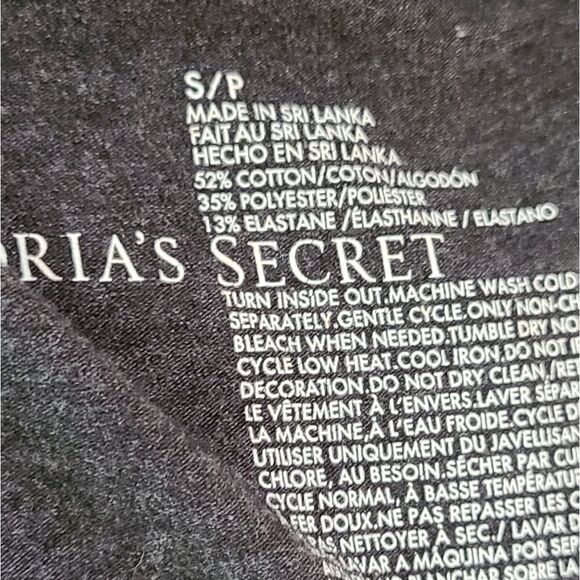 S/P
MADE IN SRI LANKA
FAIT AU SRI LANKA
HECHO EN SRI LANKA
52% COTTON/COTON/ALGODÓN
35% POLYESTER/POLIÉSTER
13% ELASTANE /ÉLASTHANNE / ELASTANO
RIA'S SECRET
TURN INSIDE OUT.MACHINE WASH COLD
SEPARATELY.GENTLE CYCLE.ONLY NON-CH
BLEACH WHEN NEEDED.TUMBLE DRY NO
CYCLE LOW HEAT.COOL IRON.DO NOT
DECORATION.DO NOT DRY CLEAN./RET
LE VÊTEMENT À L'ENVERS.LAVER SÉPAR
LA MACHINE,À L'EAU FROIDE.CYCLE D
UTILISER UNIQUEMENT DU JAVELLISAN
CHLORE, AU BESOIN.SÉCHER PAR CUL
CYCLE NORMAL, À BASSE TEMPÉRATU
FER DOUX.NE PAS REPASSER LES
PAS NETTOYER À SEC./ LAVAR D
LAVAR A MÁQUINA POR SEP